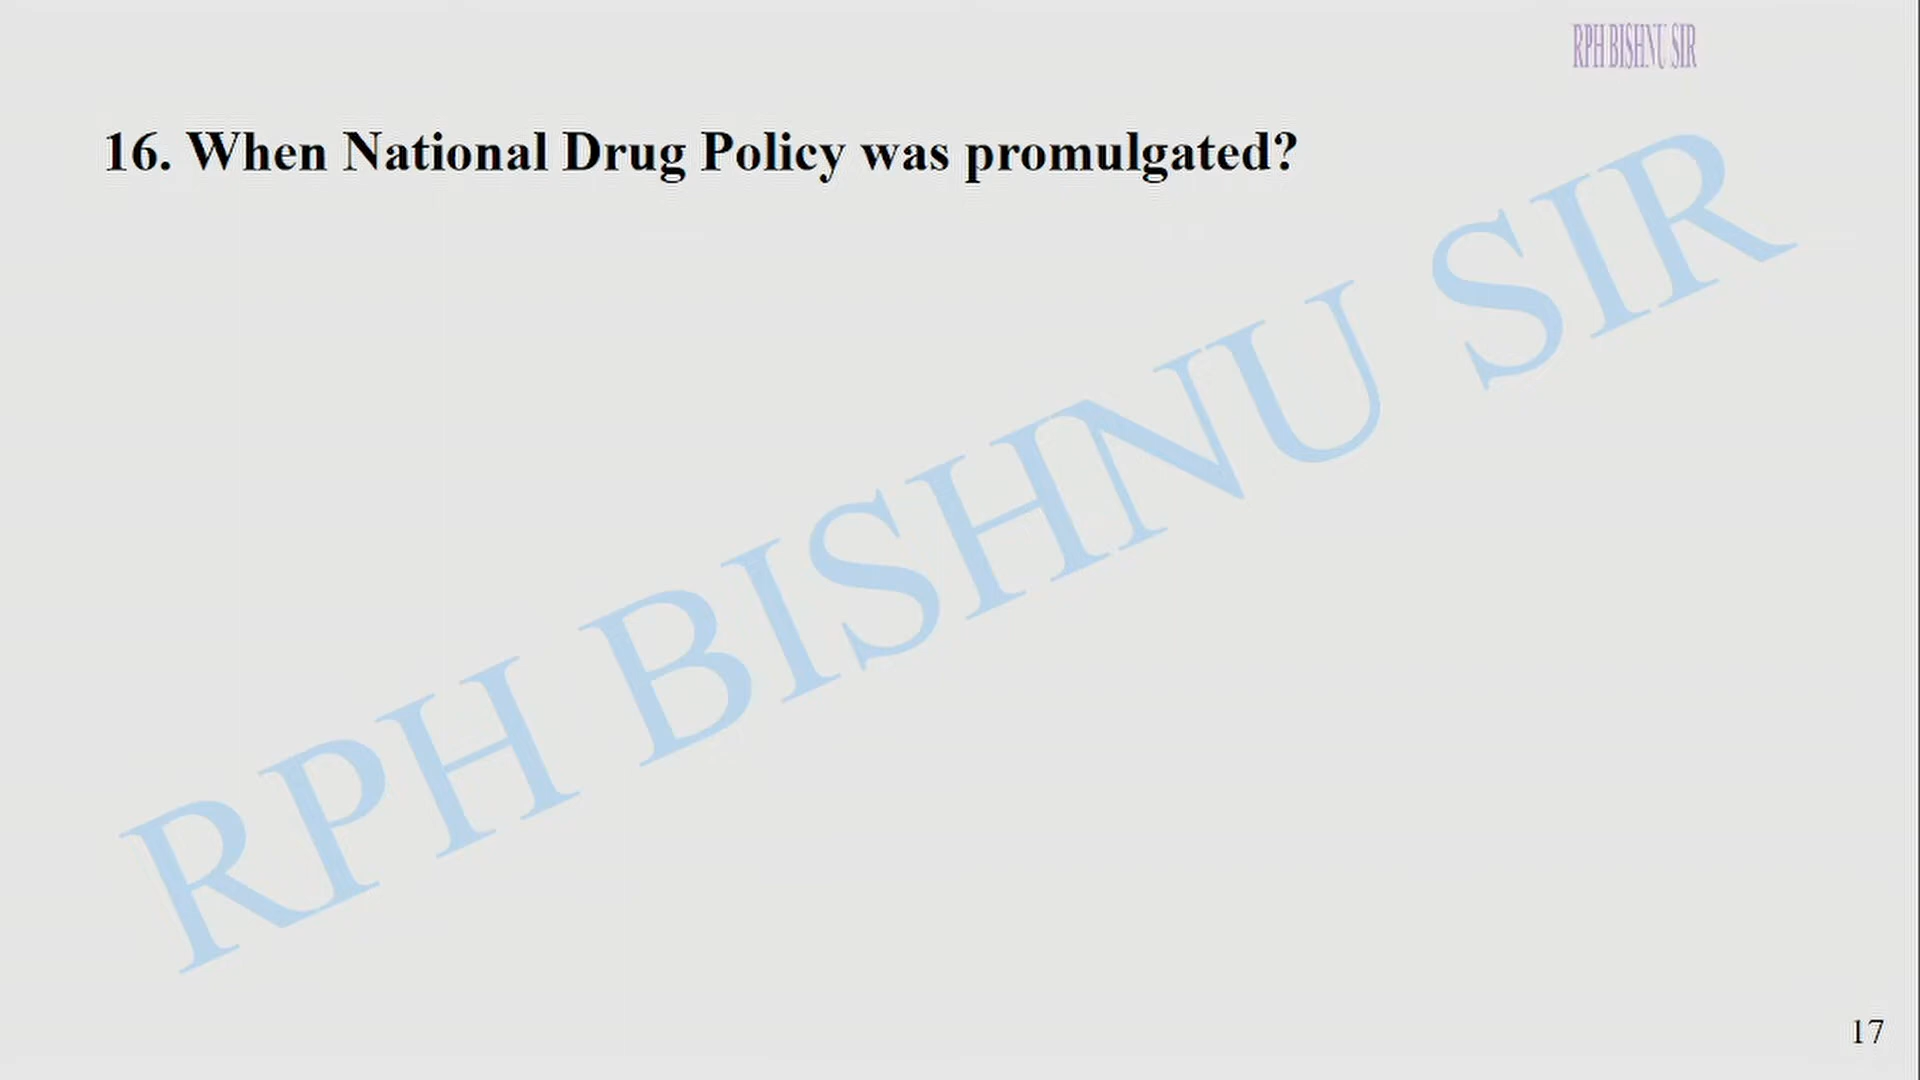 RPH BISHNU SIR
16. When National Drug Policy was promulgated?
RPH BISHNU SIR
17